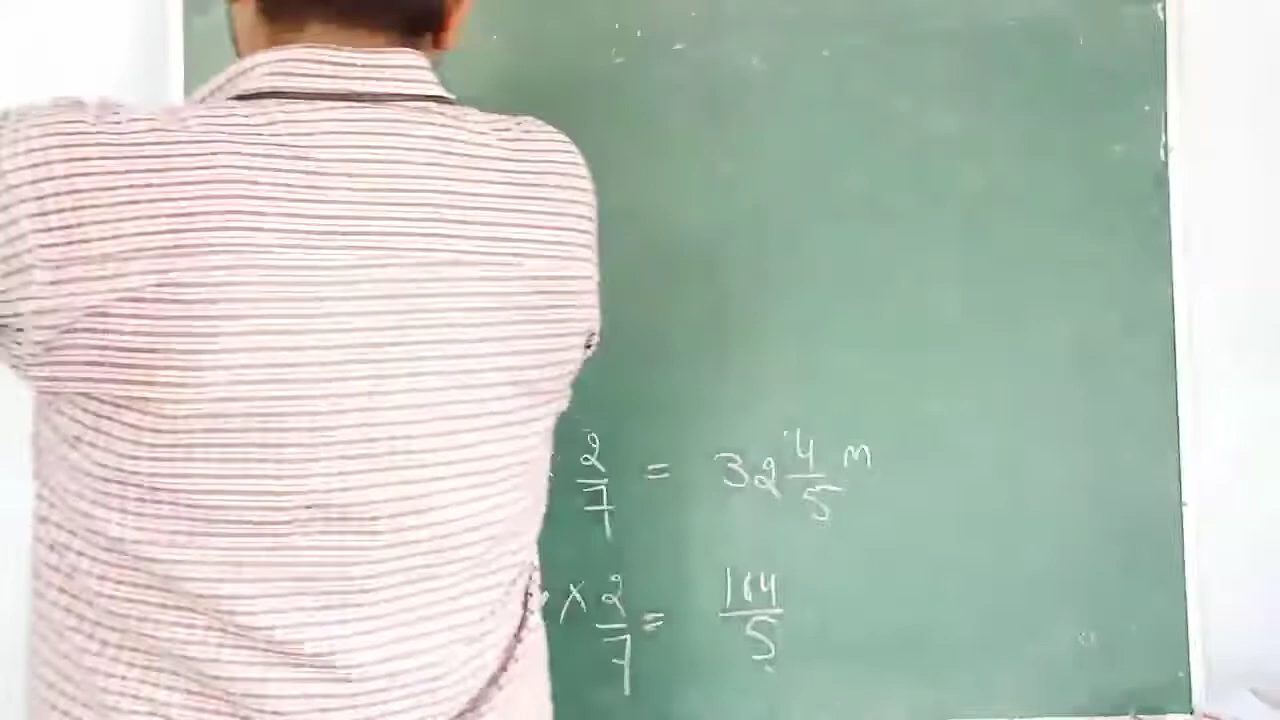 2/7 = 32 4/5 m
× 2/7 = 164/5